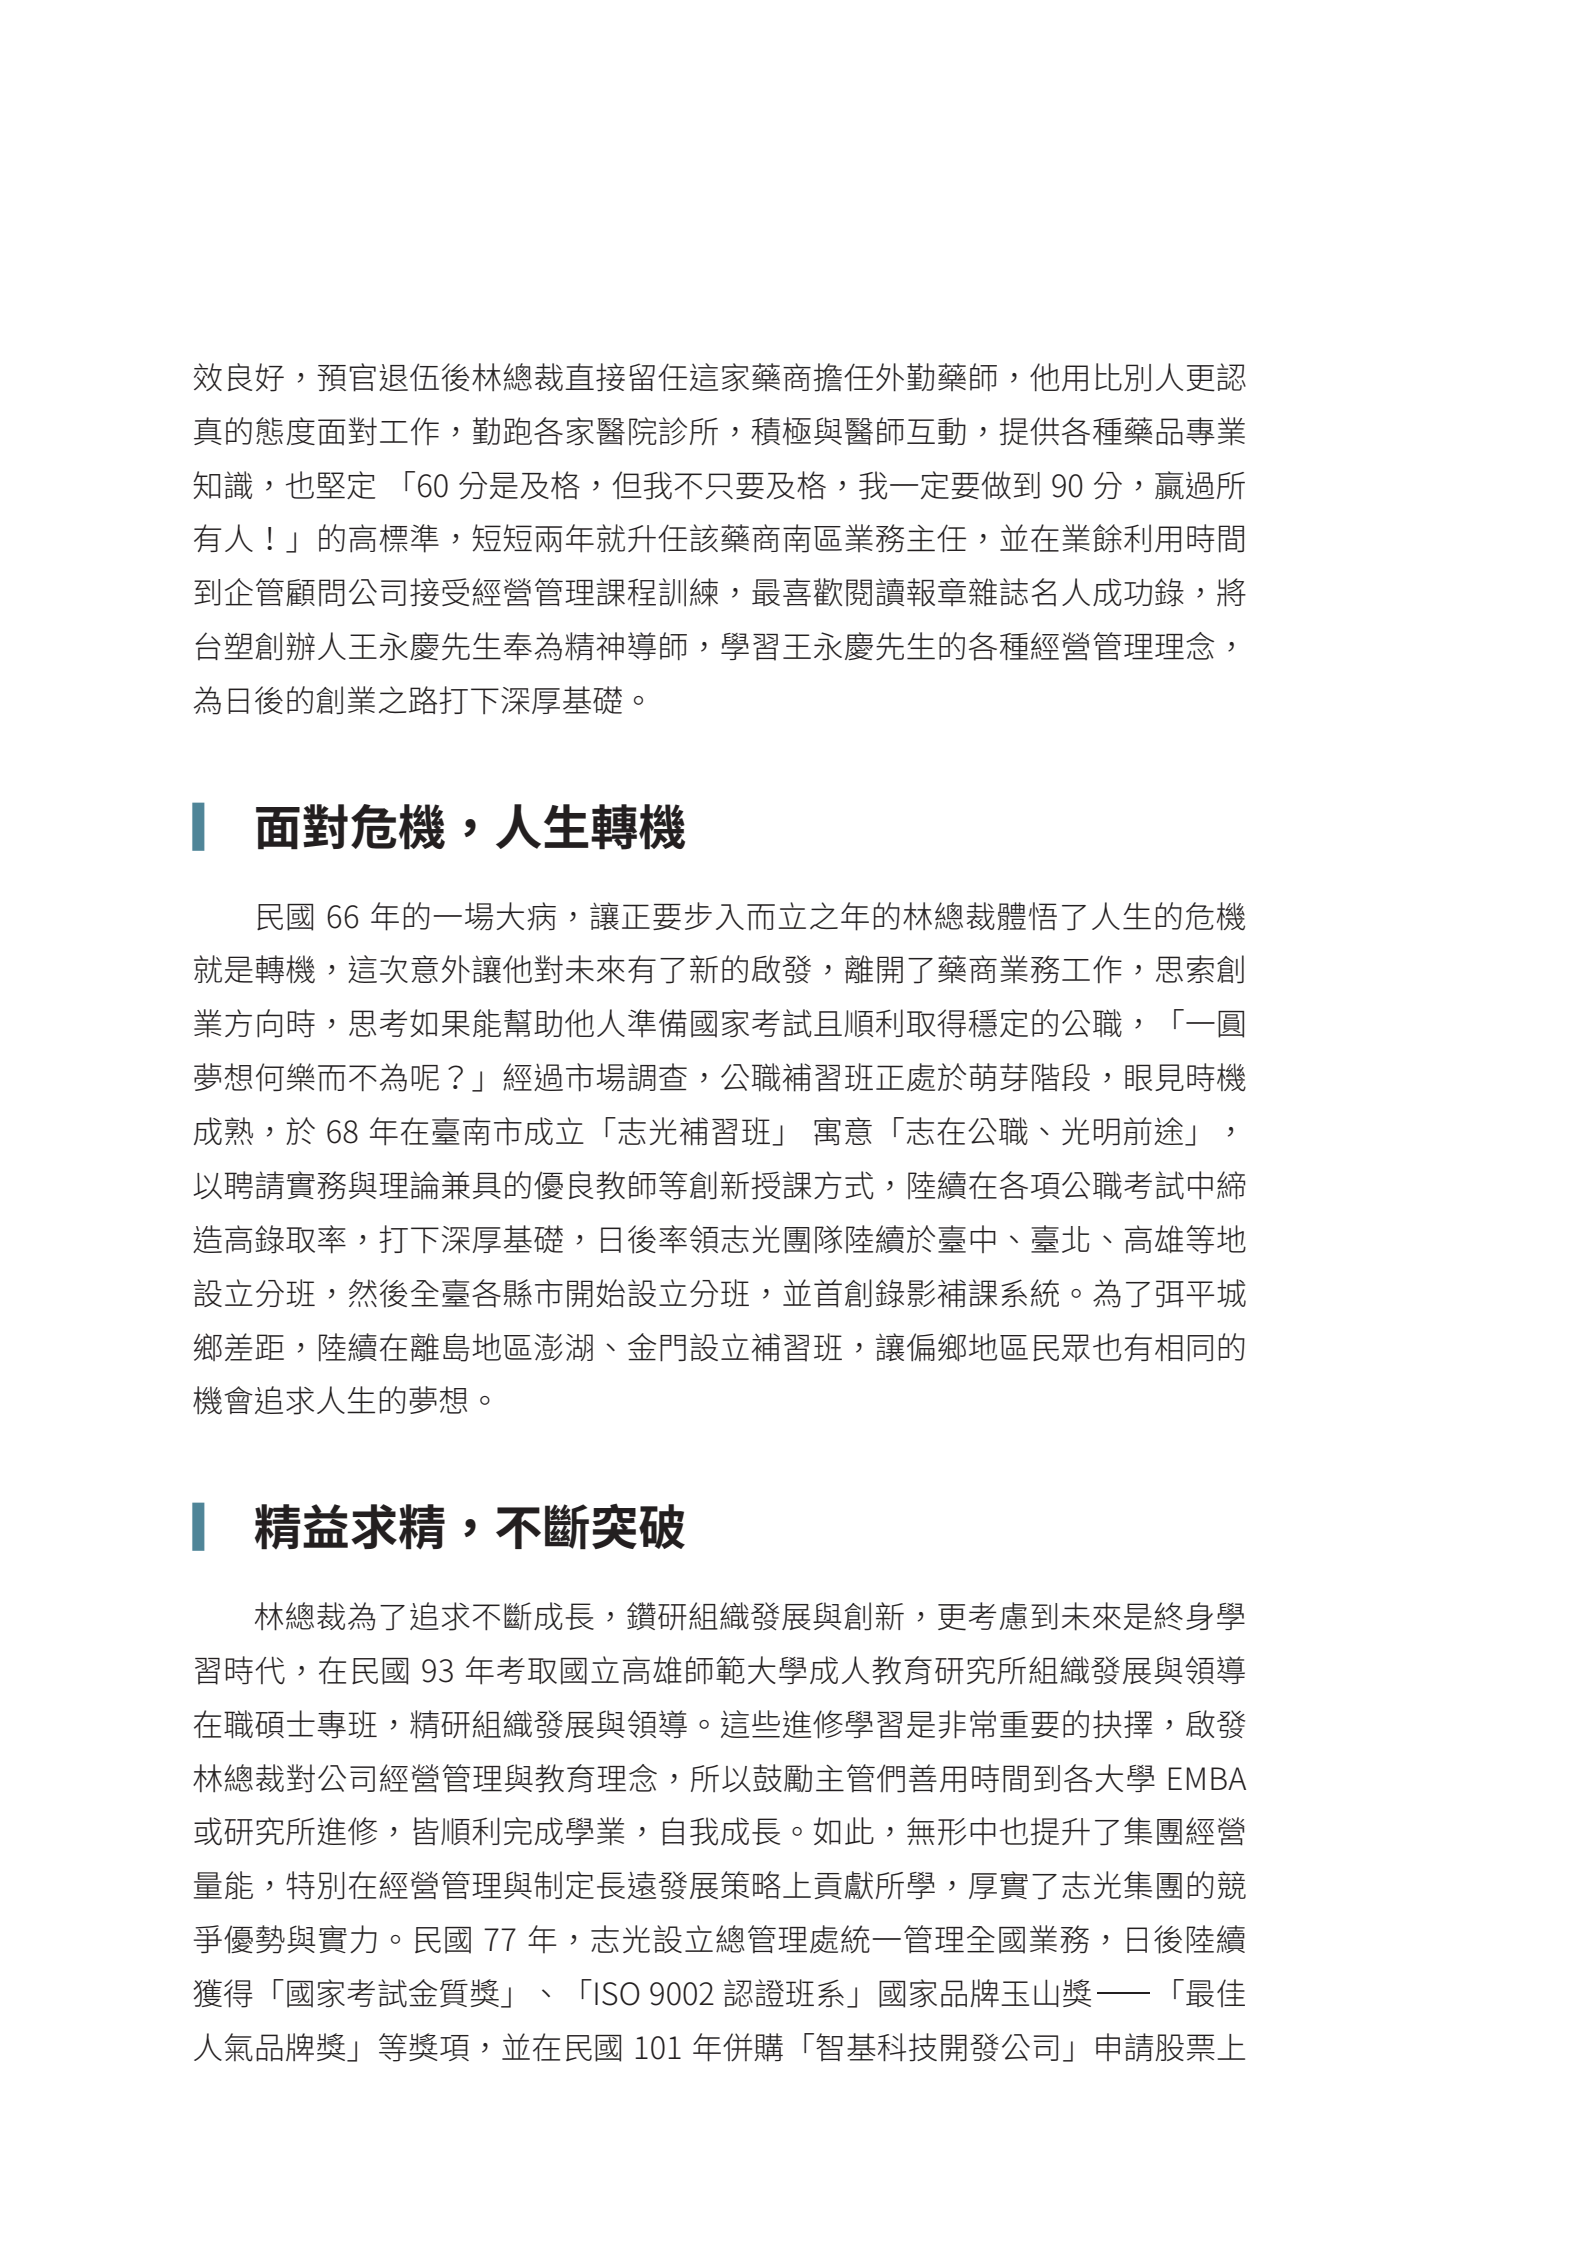 效良好，預官退伍後林總裁直接留任這家藥商擔任外勤藥師，他用比別人更認
真的態度面對工作，勤跑各家醫院診所，積極與醫師互動，提供各種藥品專業
知識，也堅定 「60 分是及格，但我不只要及格，我一定要做到 90 分，贏過所
有人！」的高標準，短短兩年就升任該藥商南區業務主任，並在業餘利用時間
到企管顧問公司接受經營管理課程訓練，最喜歡閱讀報章雜誌名人成功錄，將
台塑創辦人王永慶先生奉為精神導師，學習王永慶先生的各種經營管理理念，
為日後的創業之路打下深厚基礎。
面對危機，人生轉機
民國 66 年的一場大病，讓正要步入而立之年的林總裁體悟了人生的危機
就是轉機，這次意外讓他對未來有了新的啟發，離開了藥商業務工作，思索創
業方向時，思考如果能幫助他人準備國家考試且順利取得穩定的公職，「一圓
夢想何樂而不為呢？」經過市場調查，公職補習班正處於萌芽階段，眼見時機
成熟，於 68 年在臺南市成立「志光補習班」 寓意「志在公職、光明前途」，
以聘請實務與理論兼具的優良教師等創新授課方式，陸續在各項公職考試中締
造高錄取率，打下深厚基礎，日後率領志光團隊陸續於臺中、臺北、高雄等地
設立分班，然後全臺各縣市開始設立分班，並首創錄影補課系統。為了弭平城
鄉差距，陸續在離島地區澎湖、金門設立補習班，讓偏鄉地區民眾也有相同的
機會追求人生的夢想。
精益求精，不斷突破
林總裁為了追求不斷成長，鑽研組織發展與創新，更考慮到未來是終身學
習時代，在民國 93 年考取國立高雄師範大學成人教育研究所組織發展與領導
在職碩士專班，精研組織發展與領導。這些進修學習是非常重要的抉擇，啟發
林總裁對公司經營管理與教育理念，所以鼓勵主管們善用時間到各大學 EMBA
或研究所進修，皆順利完成學業，自我成長。如此，無形中也提升了集團經營
量能，特別在經營管理與制定長遠發展策略上貢獻所學，厚實了志光集團的競
爭優勢與實力。民國 77 年，志光設立總管理處統一管理全國業務，日後陸續
獲得「國家考試金質獎」、「ISO 9002 認證班系」國家品牌玉山獎——「最佳
人氣品牌獎」等獎項，並在民國 101 年併購「智基科技開發公司」申請股票上